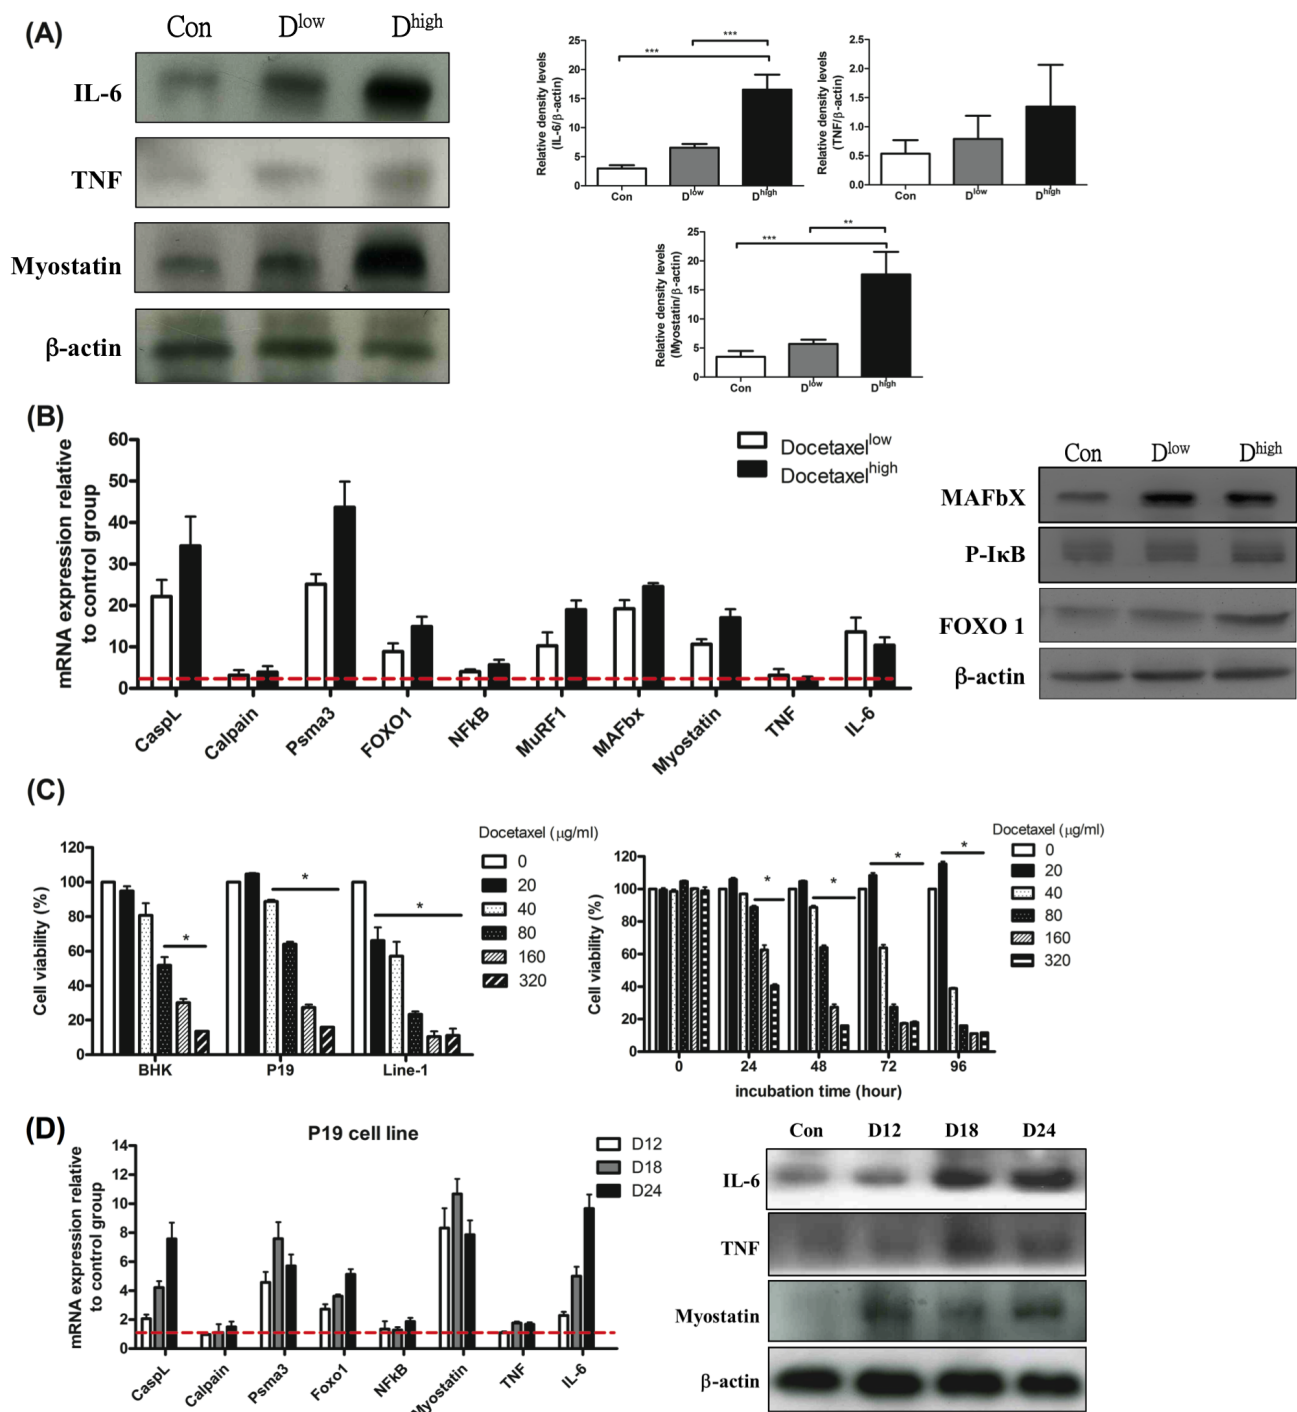 (A)
Con Dlow Dhigh
IL-6
TNF
Myostatin
β-actin
Relative density levels
(IL-6/β-actin)
25
20
15
10
5
0
***
***
Con Dlow Dhigh
Relative density levels
(TNF/β-actin)
2.5
2.0
1.5
1.0
0.5
0.0
Con Dlow Dhigh
Relative density levels
(Myostatin/β-actin)
25
20
15
10
5
0
**
***
Con Dlow Dhigh
(B)
mRNA expression relative
to control group
60
50
40
30
20
10
0
Docetaxellow
Docetaxelhigh
CaspL Calpain Psma3 FOXO1 NFkB MuRF1 MAFbx Myostatin TNF IL-6
Con Dlow Dhigh
MAFbX
P-IκB
FOXO 1
β-actin
(C)
Cell viability (%)
120
100
80
60
40
20
0
*
*
*
BHK P19 Line-1
Docetaxel (μg/ml)
0
20
40
80
160
320
Cell viability (%)
120
100
80
60
40
20
0
*
*
*
*
0 24 48 72 96
incubation time (hour)
Docetaxel (μg/ml)
0
20
40
80
160
320
(D)
P19 cell line
mRNA expression relative
to control group
14
12
10
8
6
4
2
0
D12
D18
D24
CaspL Calpain Psma3 Foxo1 NFkB Myostatin TNF IL-6
Con D12 D18 D24
IL-6
TNF
Myostatin
β-actin